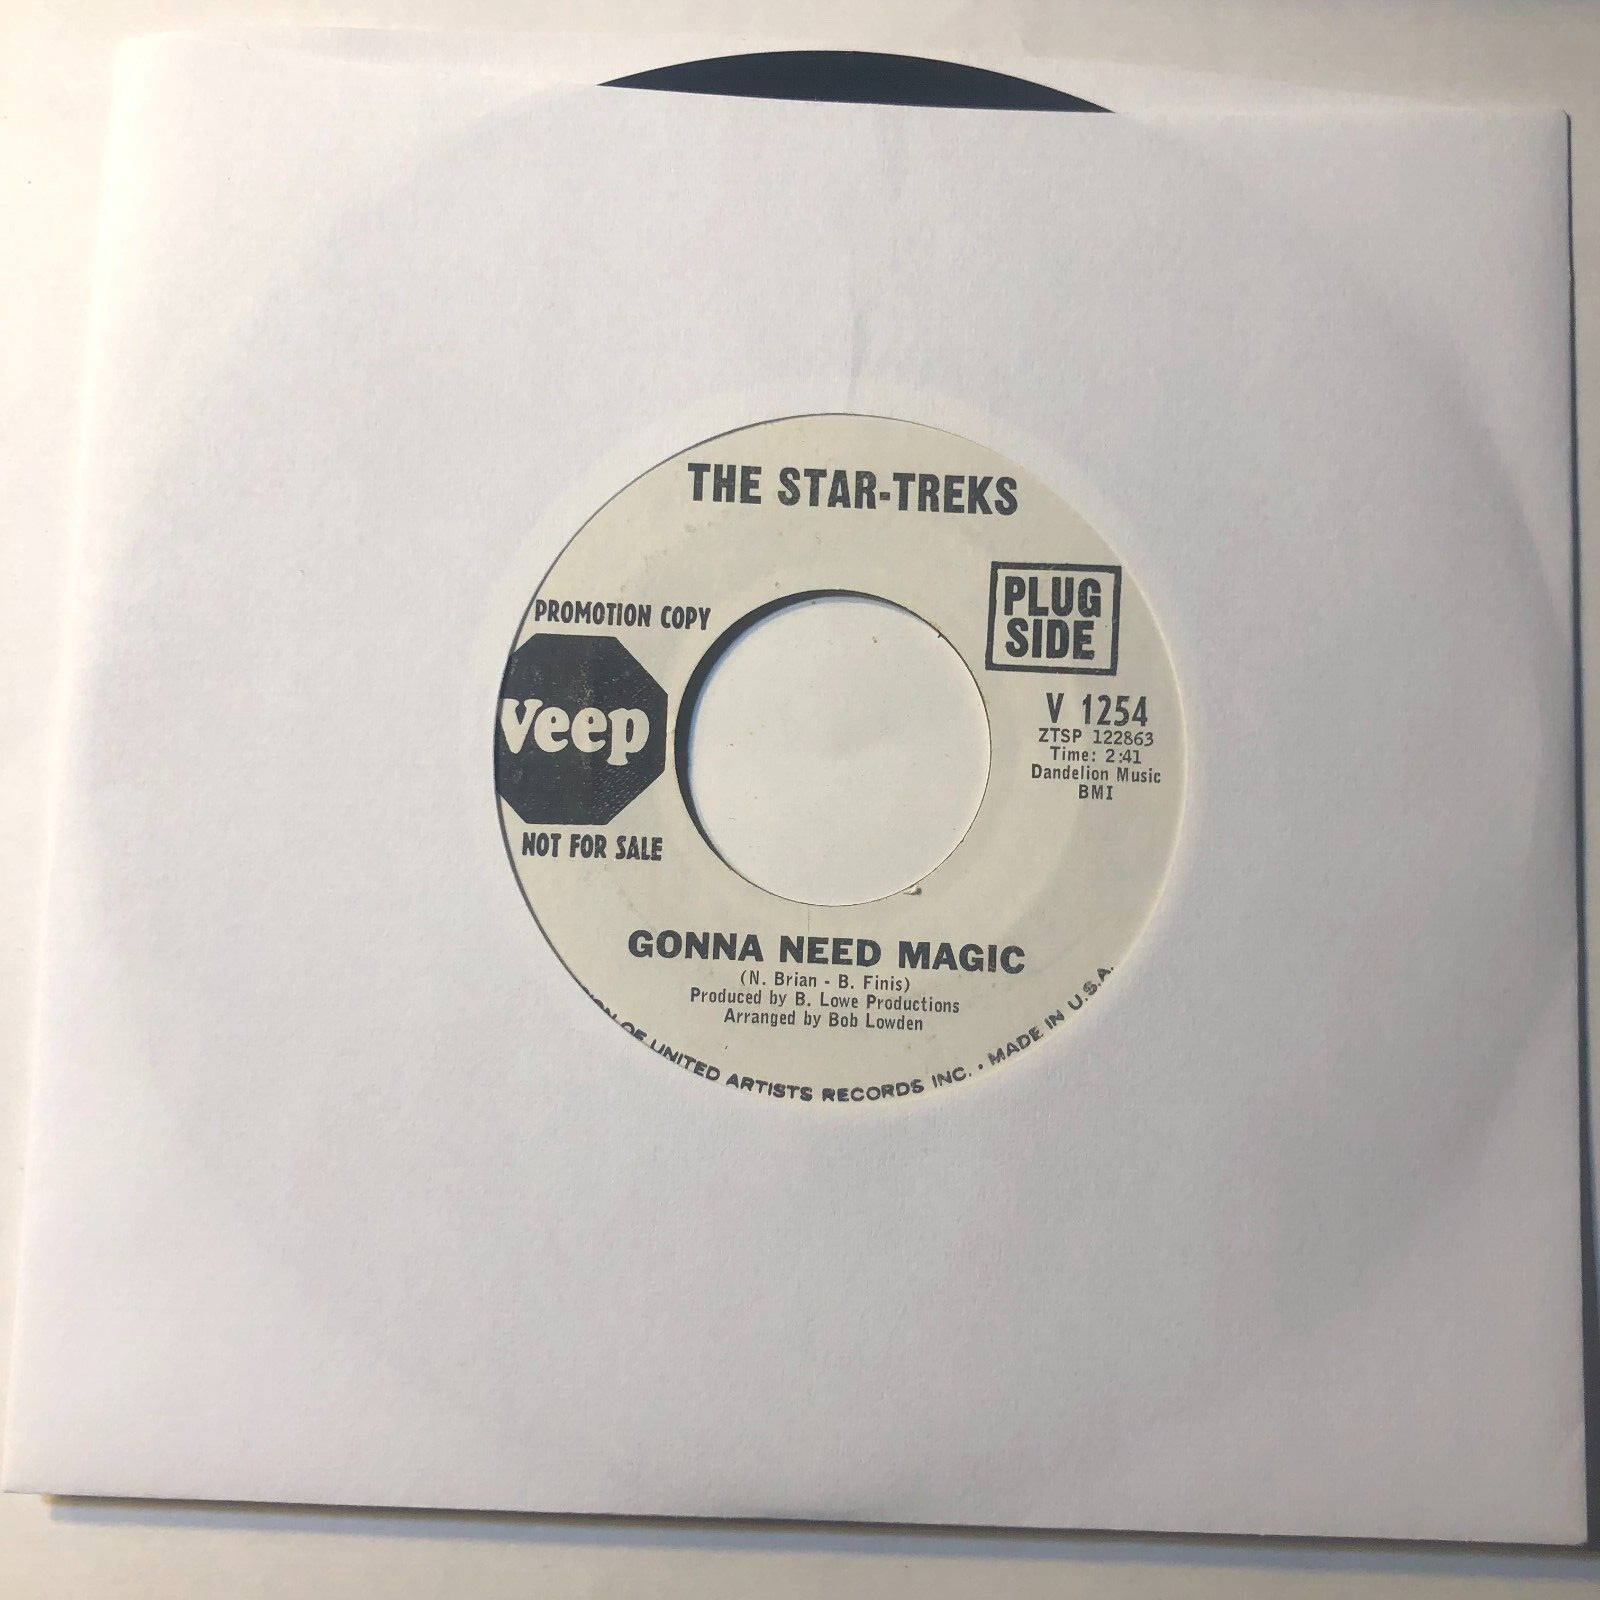 THE STAR-TREKS
PLUG
SIDE
PROMOTION COPY
Veep
NOT FOR SALE
V 1254
ZTSP 122863
Time: 2:41
Dandelion Music
BMI
GONNA NEED MAGIC
(N. Brian - B. Finis)
Produced by B. Lowe Productions
Arranged by Bob Lowden
OF UNITED ARTISTS RECORDS INC. • MADE IN U.S.A.